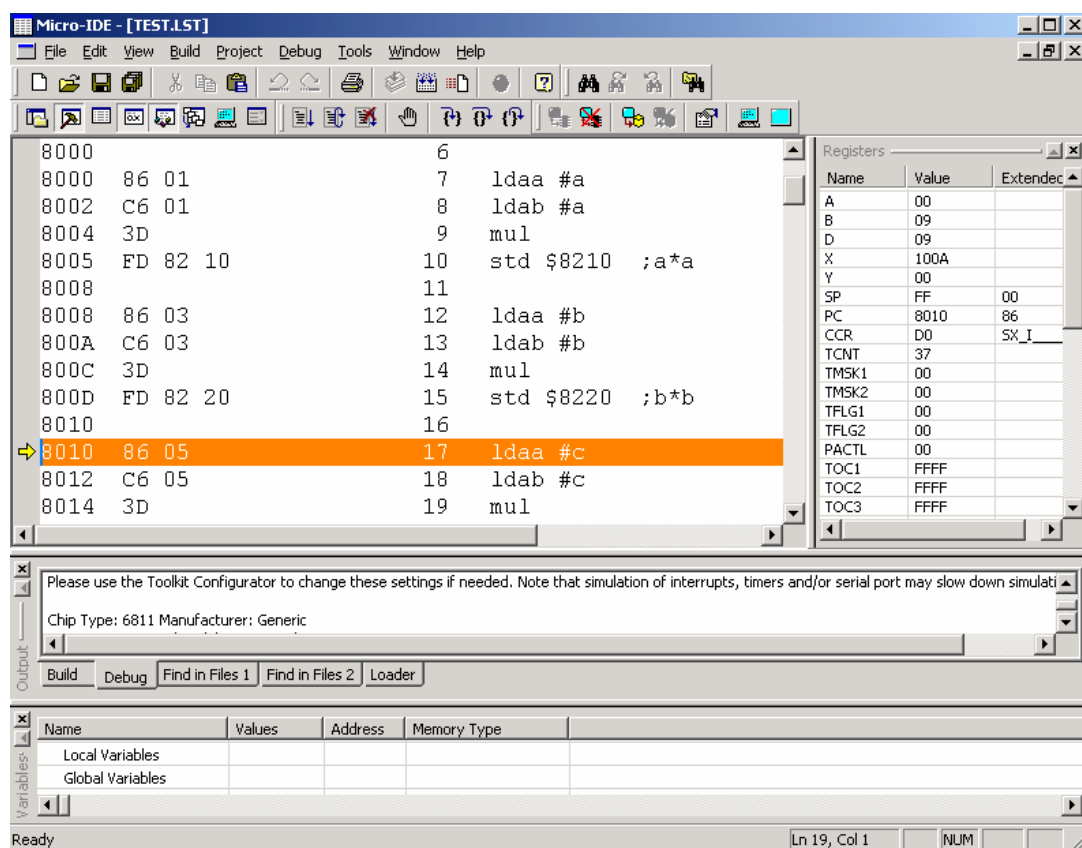 Micro-IDE - [TEST.LST]
File Edit View Build Project Debug Tools Window Help
8000 6
8000 86 01 7 ldaa #a
8002 C6 01 8 ldab #a
8004 3D 9 mul
8005 FD 82 10 10 std $8210 ;a*a
8008 11
8008 86 03 12 ldaa #b
800A C6 03 13 ldab #b
800C 3D 14 mul
800D FD 82 20 15 std $8220 ;b*b
8010 16
8010 86 05 17 ldaa #c
8012 C6 05 18 ldab #c
8014 3D 19 mul
Registers
Name Value Extendec
A 00
B 09
D 09
X 100A
Y 00
SP FF 00
PC 8010 86
CCR D0 SX_I____
TCNT 37
TMSK1 00
TMSK2 00
TFLG1 00
TFLG2 00
PACTL 00
TOC1 FFFF
TOC2 FFFF
TOC3 FFFF
Output
Please use the Toolkit Configurator to change these settings if needed. Note that simulation of interrupts, timers and/or serial port may slow down simulati
Chip Type: 6811 Manufacturer: Generic
Build Debug Find in Files 1 Find in Files 2 Loader
Variables
Name Values Address Memory Type
Local Variables
Global Variables
Ready Ln 19, Col 1 NUM